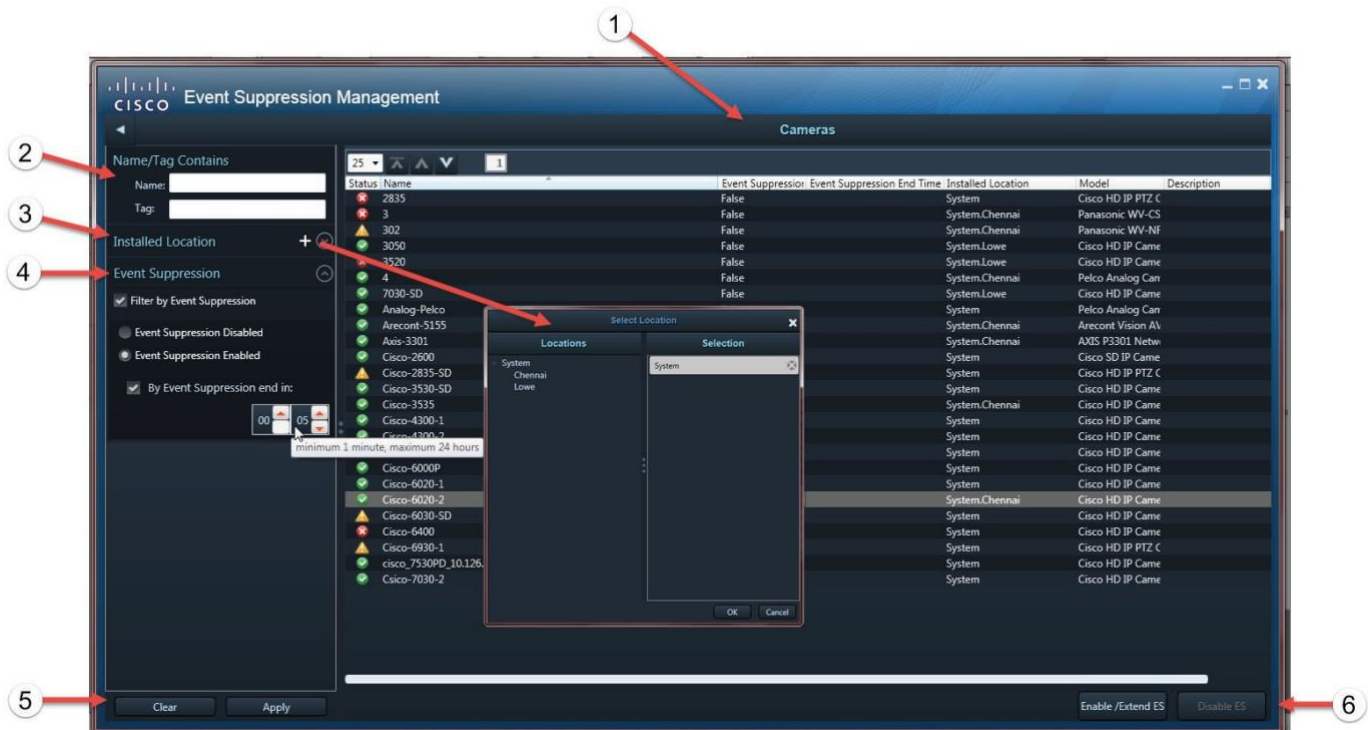 1
CISCO Event Suppression Management
Cameras
2
Name/Tag Contains
Name:
Tag:
3
Installed Location
4
Event Suppression
Filter by Event Suppression
Event Suppression Disabled
Event Suppression Enabled
By Event Suppression end in:
00 05
minimum 1 minute, maximum 24 hours
25 1
Status Name Event Suppression Event Suppression End Time Installed Location Model Description
2835 False System Cisco HD IP PTZ C
3 False System.Chennai Panasonic WV-CS
302 False System.Chennai Panasonic WV-NF
3050 False System.Lowe Cisco HD IP Came
3520 False System.Lowe Cisco HD IP Came
4 False System.Chennai Pelco Analog Can
7030-SD False System.Lowe Cisco HD IP Came
Analog-Pelco System Pelco Analog Can
Arecont-5155 System.Chennai Arecont Vision AV
Axis-3301 System.Chennai AXIS P3301 Netw
Cisco-2600 System Cisco SD IP Came
Cisco-2835-SD System Cisco HD IP PTZ C
Cisco-3530-SD System Cisco HD IP Came
Cisco-3535 System.Chennai Cisco HD IP Came
Cisco-4300-1 System Cisco HD IP Came
Cisco-4300-2 System Cisco HD IP Came
System Cisco HD IP Came
Cisco-6000P System Cisco HD IP Came
Cisco-6020-1 System Cisco HD IP Came
Cisco-6020-2 System.Chennai Cisco HD IP Came
Cisco-6030-SD System Cisco HD IP Came
Cisco-6400 System Cisco HD IP Came
Cisco-6930-1 System Cisco HD IP PTZ C
cisco_7530PD_10.126. System Cisco HD IP Came
Csico-7030-2 System Cisco HD IP Came
Select Location
Locations Selection
System
Chennai
Lowe
System
OK Cancel
5
Clear Apply
Enable /Extend ES Disable ES
6